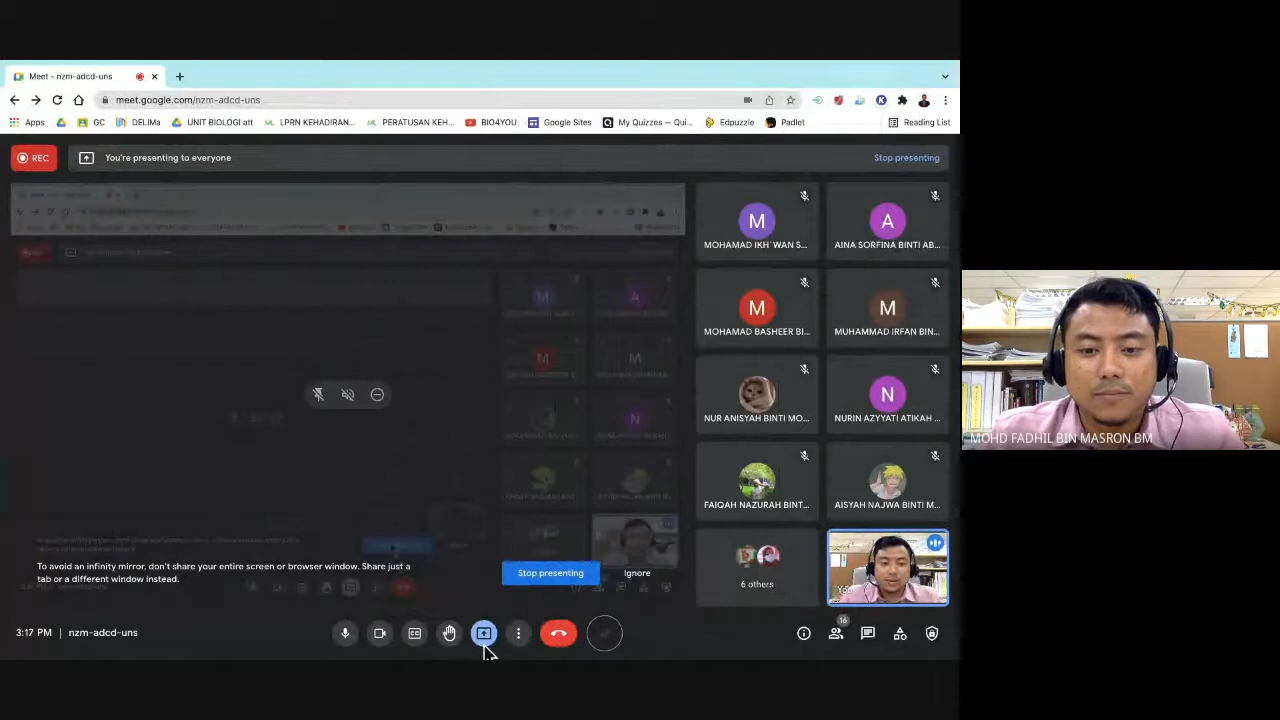 Meet - nzm-adcd-uns
meet.google.com/nzm-adcd-uns
Apps GC DELIMa UNIT BIOLOGI att LPRN KEHADIRAN... PERATUSAN KEH... BIO4YOU Google Sites My Quizzes — Qui... Edpuzzle Padlet Reading List
REC You're presenting to everyone Stop presenting
M A
MOHAMAD IKH`WAN S... AINA SORFINA BINTI AB...
M M
MOHAMAD BASHEER BI... MUHAMMAD IRFAN BIN...
N
NUR ANISYAH BINTI MO... NURIN AZYYATI ATIKAH ...
MOHD FADHIL BIN MASRON BM
FAIQAH NAZURAH BINT... AISYAH NAJWA BINTI M...
To avoid an infinity mirror, don't share your entire screen or browser window. Share just a
tab or a different window instead.
Stop presenting Ignore
6 others You
3:17 PM | nzm-adcd-uns 16